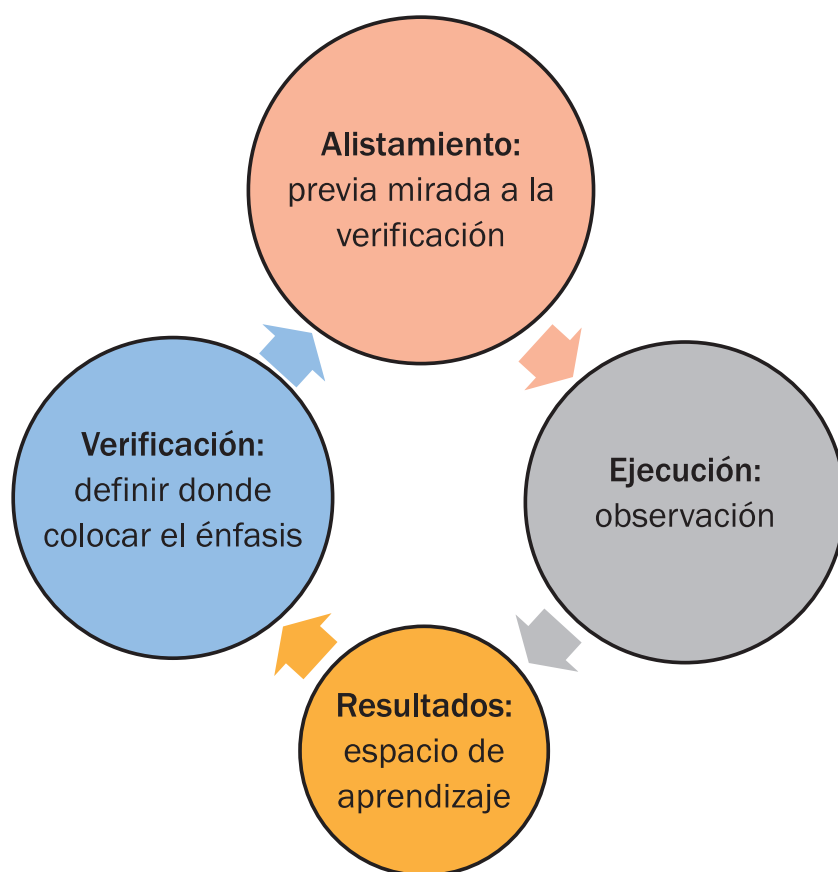 Alistamiento:
previa mirada a la
verificación
Verificación:
definir donde
colocar el énfasis
Ejecución:
observación
Resultados:
espacio de
aprendizaje